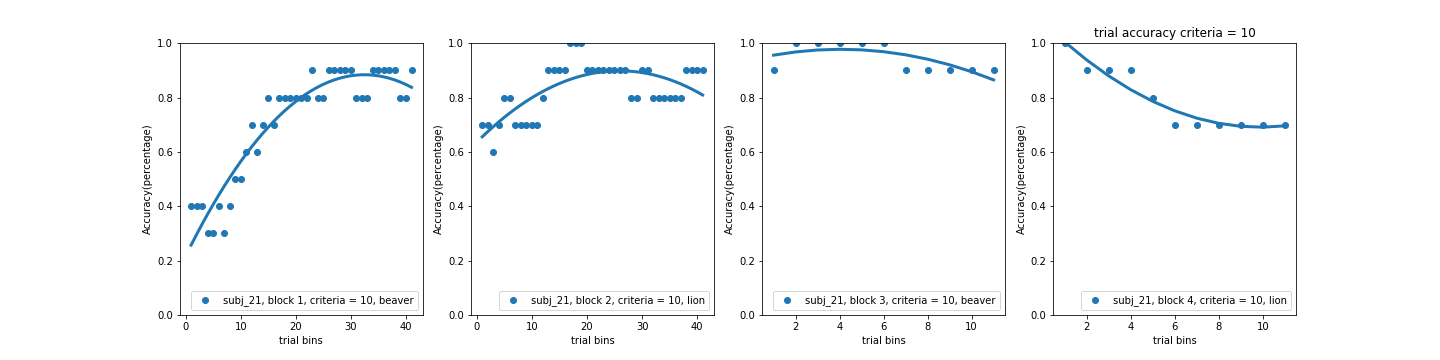 trial accuracy criteria = 10
1.0
0.8
0.6
0.4
0.2
0.0
Accuracy(percentage)
0 10 20 30 40
trial bins
subj_21, block 1, criteria = 10, beaver
1.0
0.8
0.6
0.4
0.2
0.0
Accuracy(percentage)
0 10 20 30 40
trial bins
subj_21, block 2, criteria = 10, lion
1.0
0.8
0.6
0.4
0.2
0.0
Accuracy(percentage)
2 4 6 8 10
trial bins
subj_21, block 3, criteria = 10, beaver
1.0
0.8
0.6
0.4
0.2
0.0
Accuracy(percentage)
2 4 6 8 10
trial bins
subj_21, block 4, criteria = 10, lion